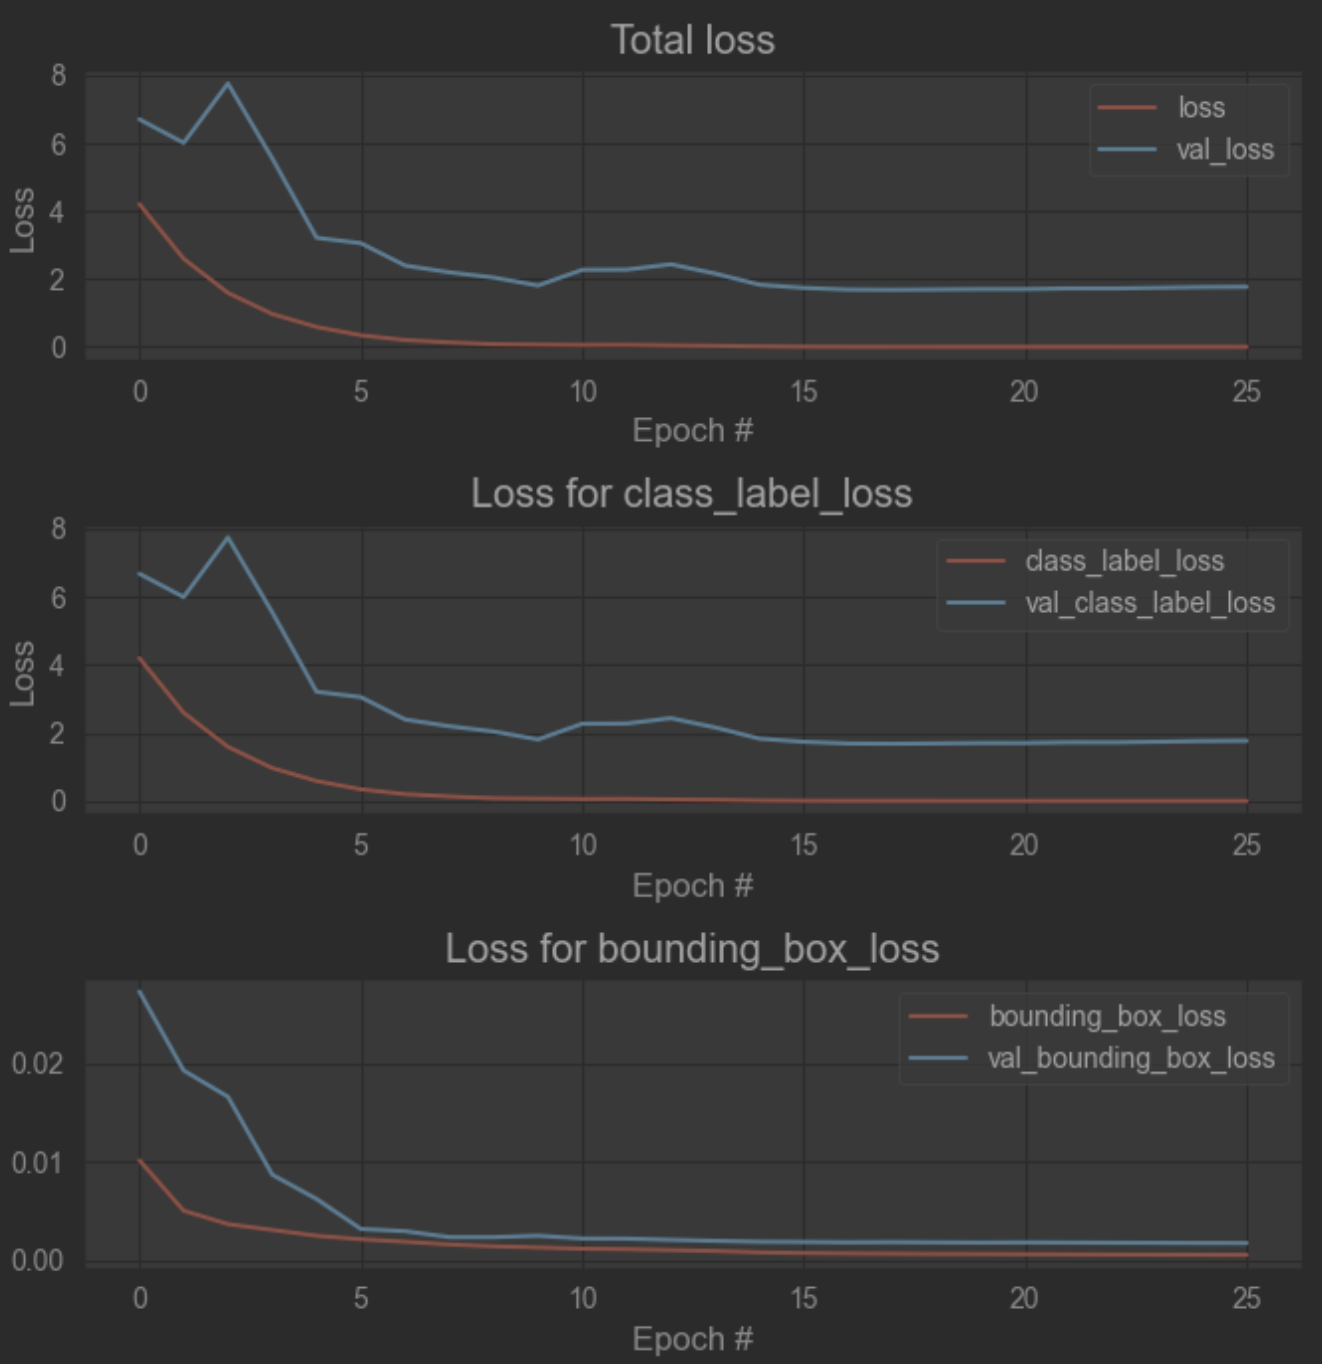 Total loss
8
6
4
2
0
Loss
loss
val_loss
0 5 10 15 20 25
Epoch #
Loss for class_label_loss
8
6
4
2
0
Loss
class_label_loss
val_class_label_loss
0 5 10 15 20 25
Epoch #
Loss for bounding_box_loss
0.02
0.01
0.00
bounding_box_loss
val_bounding_box_loss
0 5 10 15 20 25
Epoch #